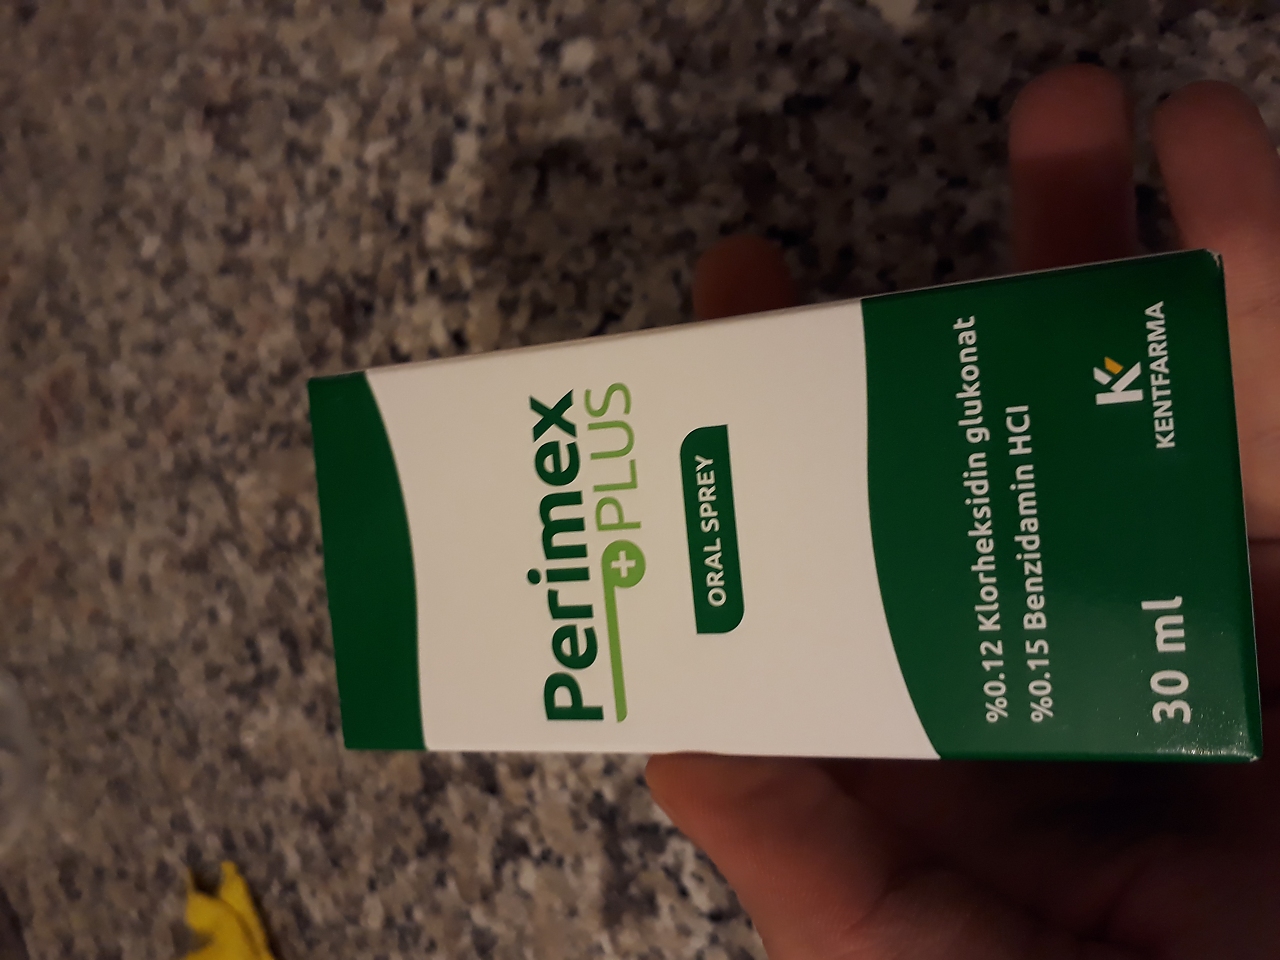 Perimex
+PLUS
ORAL SPREY
%0.12 Klorheksidin glukonat
%0.15 Benzidamin HCl
30 ml
K
KENTFARMA